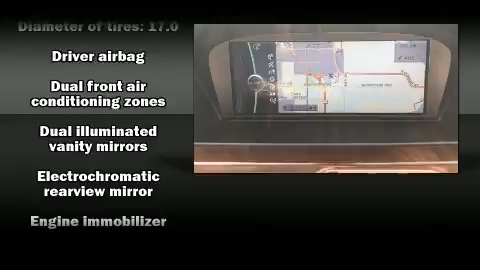 Diameter of tires: 17.0
Driver airbag
Dual front air
conditioning zones
Dual illuminated
vanity mirrors
Electrochromatic
rearview mirror
Engine immobilizer